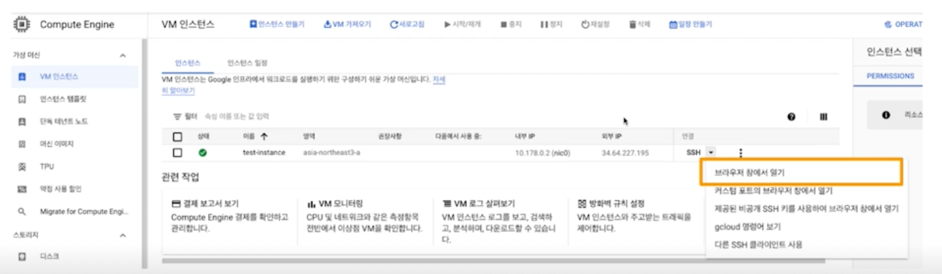 Compute Engine
VM 인스턴스
인스턴스 만들기
VM 가져오기
새로고침
시작/재개
중지
정지
재설정
삭제
일정 만들기
OPERAT
가상 머신
VM 인스턴스
인스턴스 템플릿
단독 테넌트 노드
머신 이미지
TPU
약정 사용 할인
Migrate for Compute Engi...
스토리지
디스크
인스턴스
인스턴스 일정
VM 인스턴스는 Google 인프라에서 워크로드를 실행하기 위한 구성하기 쉬운 가상 머신입니다. 자세
히 알아보기
필터 속성 이름 또는 값 입력
상태 이름 영역 권장사항 다음에서 사용 중: 내부 IP 외부 IP 연결
test-instance asia-northeast3-a 10.178.0.2 (nic0) 34.64.227.195 SSH
브라우저 창에서 열기
커스텀 포트의 브라우저 창에서 열기
제공된 비공개 SSH 키를 사용하여 브라우저 창에서 열기
gcloud 명령어 보기
다른 SSH 클라이언트 사용
관련 작업
결제 보고서 보기
Compute Engine 결제를 확인하고
관리합니다.
VM 모니터링
CPU 및 네트워크와 같은 측정항목
전반에서 이상점 VM을 확인합니다.
VM 로그 살펴보기
VM 인스턴스 로그를 보고, 검색하
고, 분석하며, 다운로드할 수 있습니
다.
방화벽 규칙 설정
VM 인스턴스와 주고받는 트래픽을
제어합니다.
인스턴스 선택
PERMISSIONS
리소스